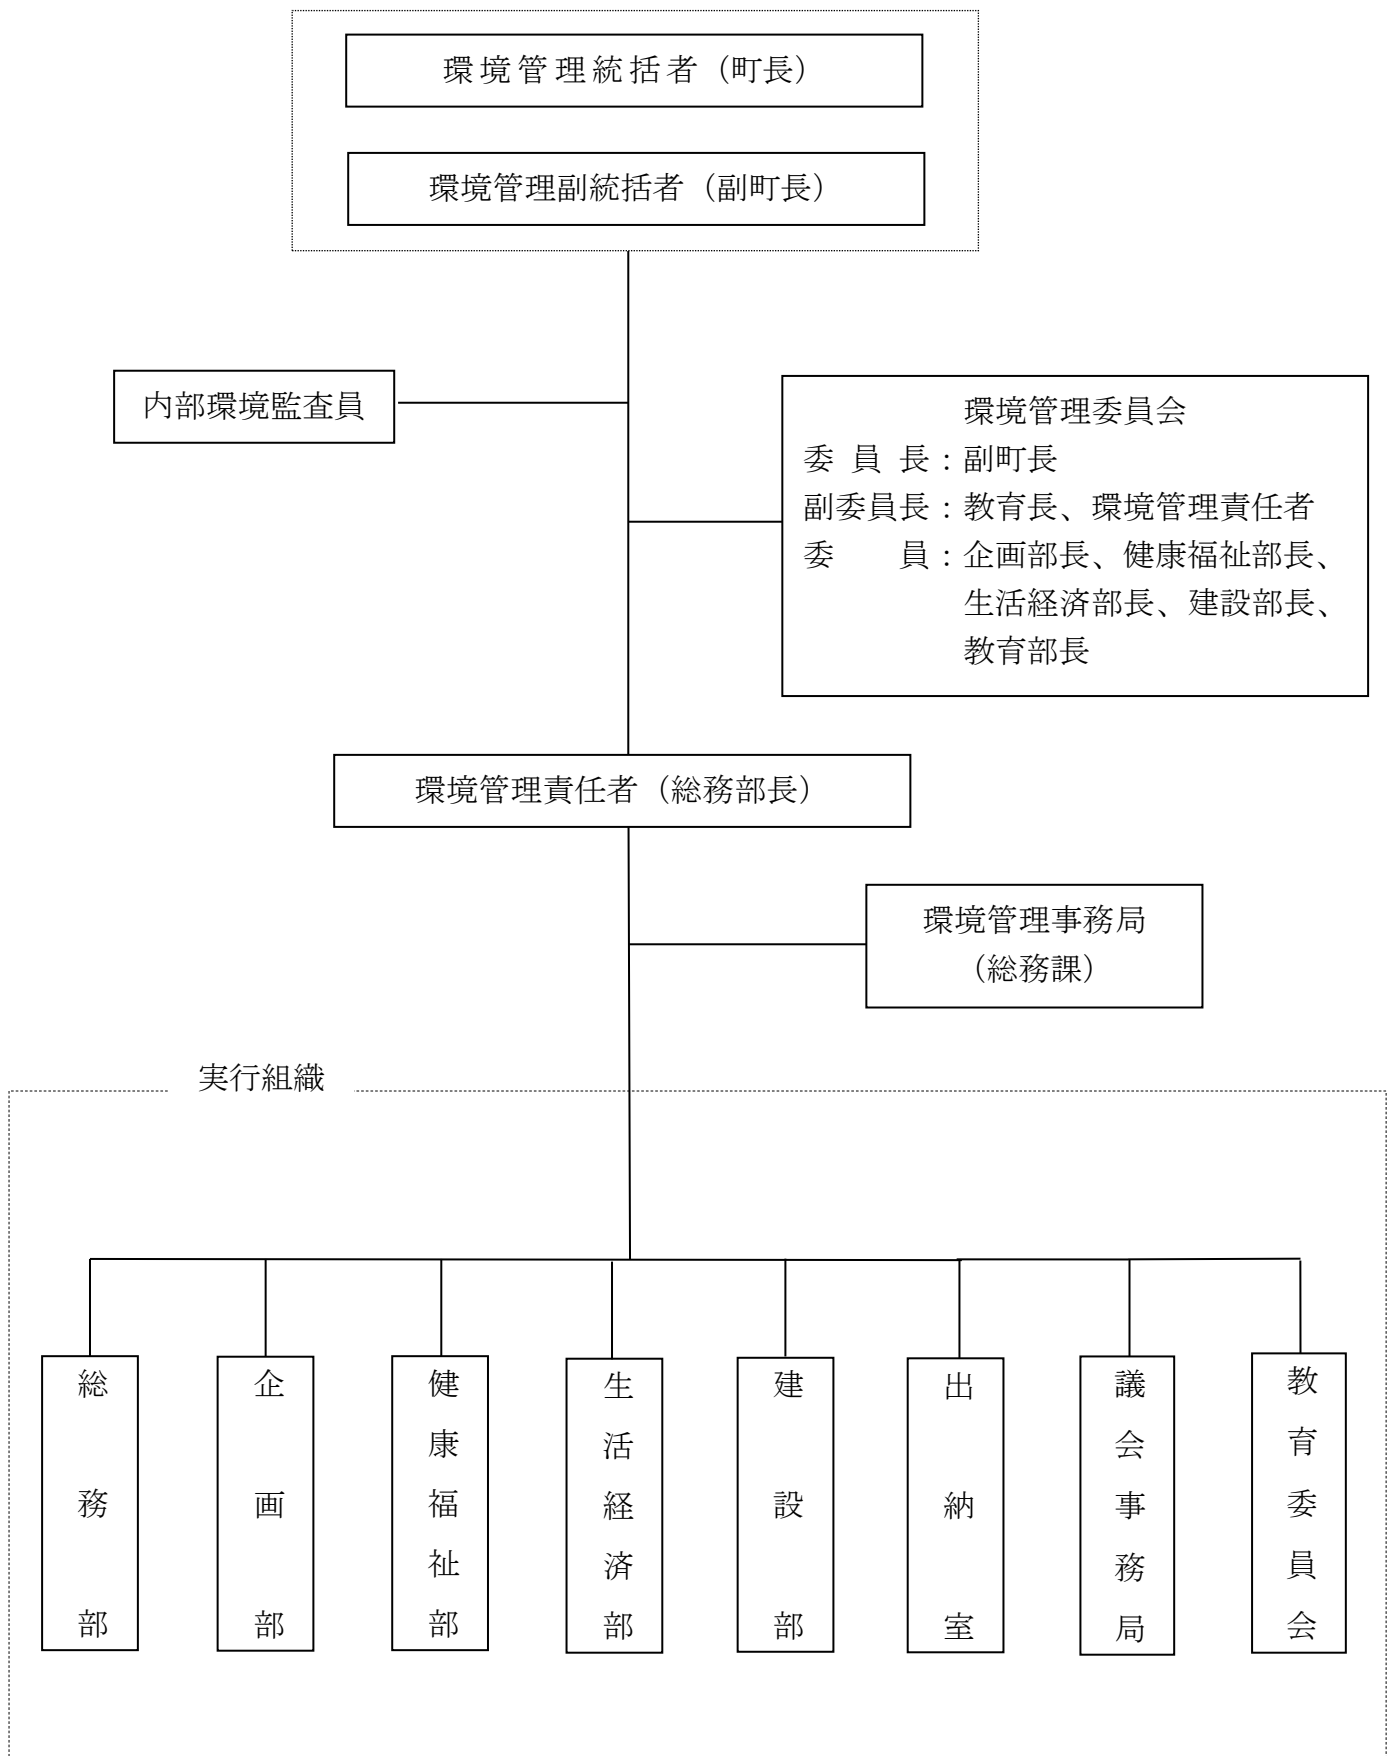 環境管理統括者（町長）
環境管理副統括者（副町長）
内部環境監査員
環境管理委員会
委員長：副町長
副委員長：教育長、環境管理責任者
委　　員：企画部長、健康福祉部長、
生活経済部長、建設部長、
教育部長
環境管理責任者（総務部長）
環境管理事務局
（総務課）
実行組織
総務部
企画部
健康福祉部
生活経済部
建設部
出納室
議会事務局
教育委員会